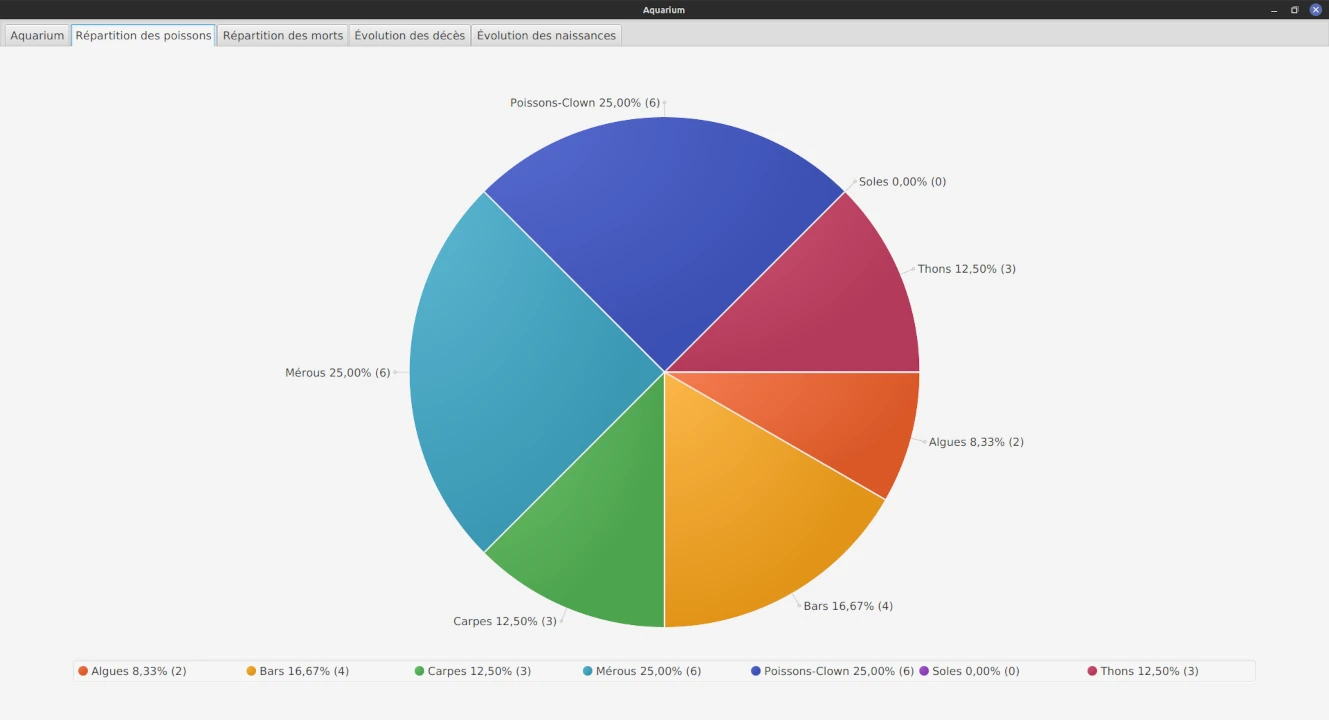 Aquarium
Aquarium Répartition des poissons Répartition des morts Évolution des décès Évolution des naissances
Poissons-Clown 25,00% (6)
Soles 0,00% (0)
Thons 12,50% (3)
Mérous 25,00% (6)
Algues 8,33% (2)
Bars 16,67% (4)
Carpes 12,50% (3)
Algues 8,33% (2) Bars 16,67% (4) Carpes 12,50% (3) Mérous 25,00% (6) Poissons-Clown 25,00% (6) Soles 0,00% (0) Thons 12,50% (3)